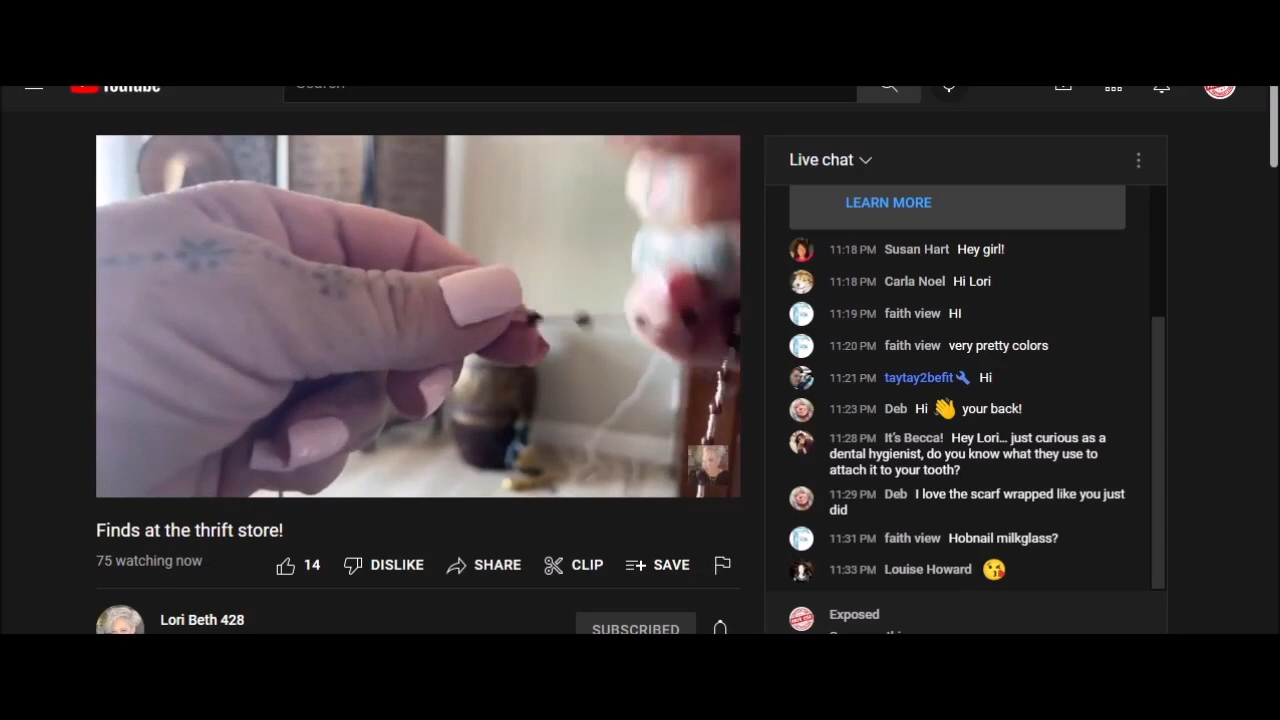 YouTube
Search
Live chat
LEARN MORE
11:18 PM Susan Hart Hey girl!
11:18 PM Carla Noel Hi Lori
11:19 PM faith view HI
11:20 PM faith view very pretty colors
11:21 PM taytay2befit Hi
11:23 PM Deb Hi 👋 your back!
11:28 PM It's Becca! Hey Lori... just curious as a
dental hygienist, do you know what they use to
attach it to your tooth?
11:29 PM Deb I love the scarf wrapped like you just
did
11:31 PM faith view Hobnail milkglass?
11:33 PM Louise Howard 😘
Exposed
Finds at the thrift store!
75 watching now
14 DISLIKE SHARE CLIP SAVE
Lori Beth 428
SUBSCRIBED